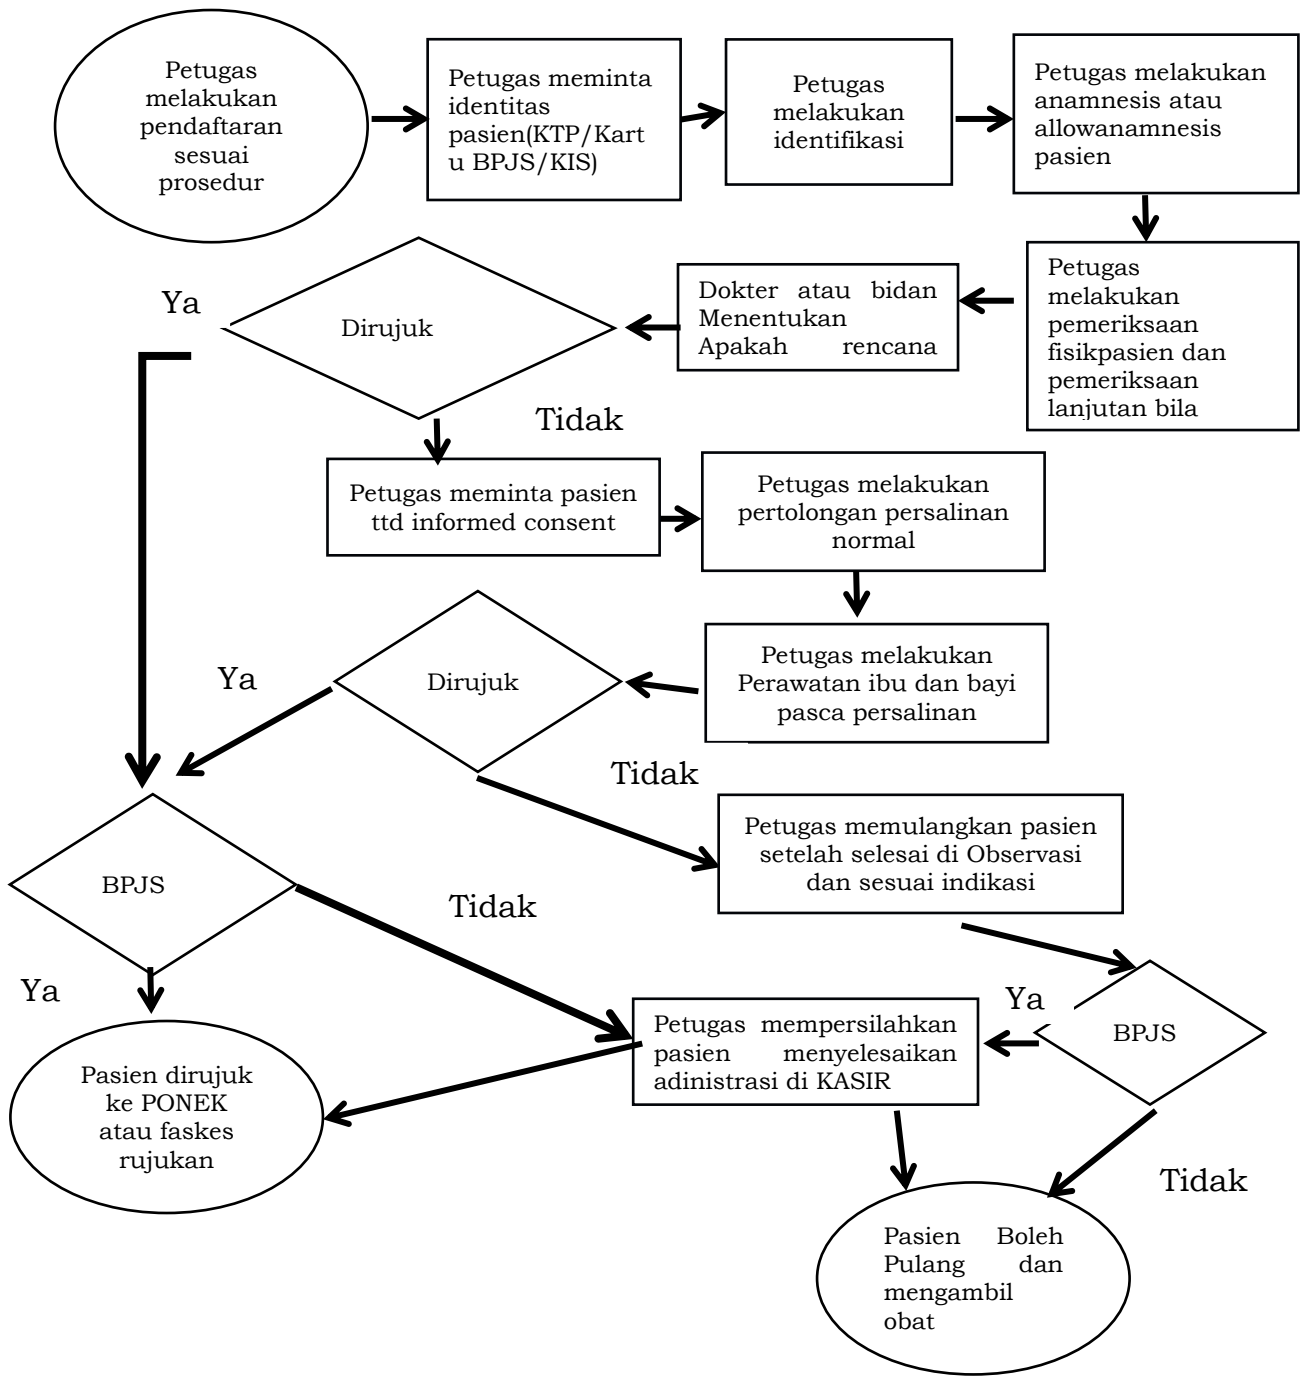 Petugas
melakukan
pendaftaran
sesuai
prosedur
Petugas meminta
identitas
pasien(KTP/Kart
u BPJS/KIS)
Petugas
melakukan
identifikasi
Petugas melakukan
anamnesis atau
allowanamnesis
pasien
Petugas
melakukan
pemeriksaan
fisikpasien dan
pemeriksaan
lanjutan bila
Dokter atau bidan
Menentukan
Apakah rencana
Dirujuk
Ya
Tidak
Petugas meminta pasien
ttd informed consent
Petugas melakukan
pertolongan persalinan
normal
Petugas melakukan
Perawatan ibu dan bayi
pasca persalinan
Dirujuk
Ya
Tidak
Petugas memulangkan pasien
setelah selesai di Observasi
dan sesuai indikasi
BPJS
Tidak
Ya
Petugas mempersilahkan
pasien menyelesaikan
adinistrasi di KASIR
Ya
BPJS
Tidak
Pasien dirujuk
ke PONEK
atau faskes
rujukan
Pasien Boleh
Pulang dan
mengambil
obat